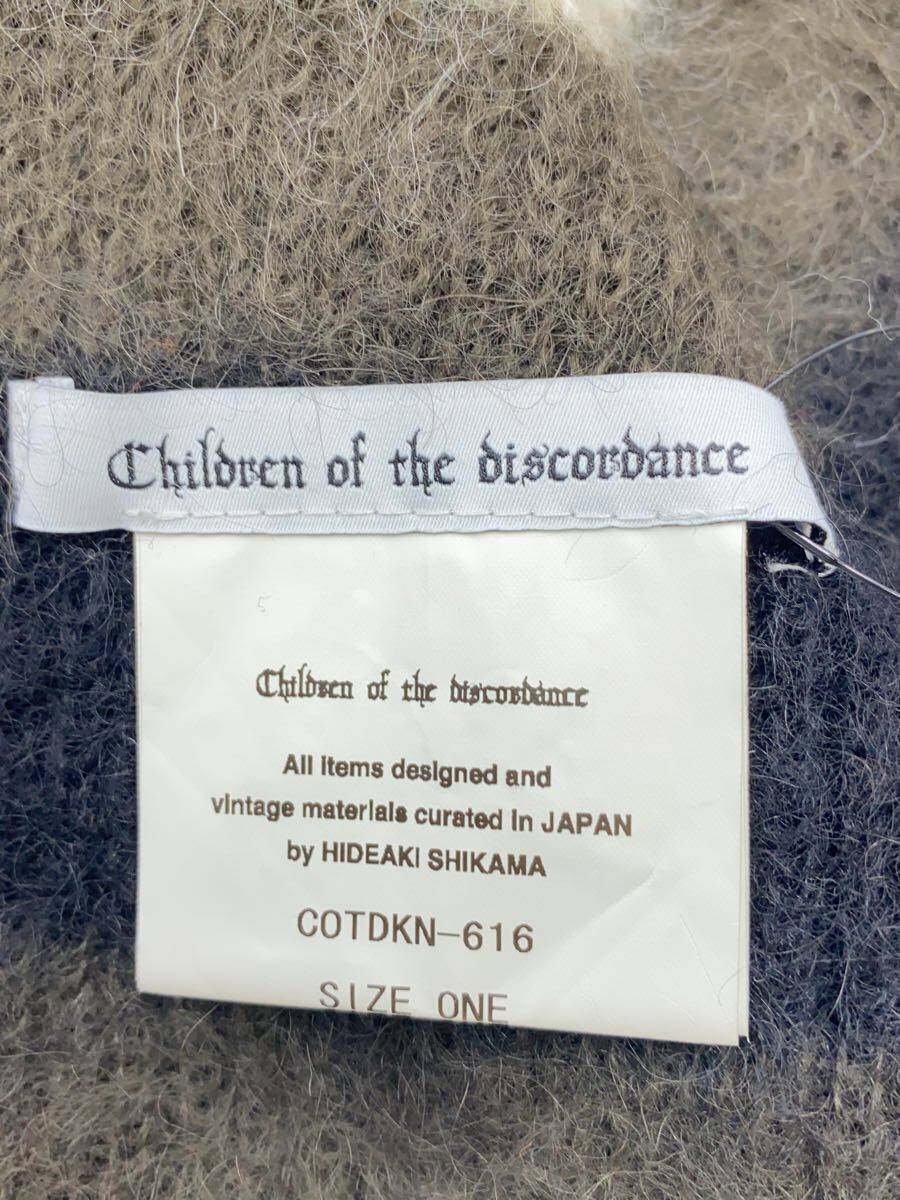 Children of the discordance
Children of the discordance
All items designed and
vintage materials curated in JAPAN
by HIDEAKI SHIKAMA
COTDKN-616
SIZE ONE